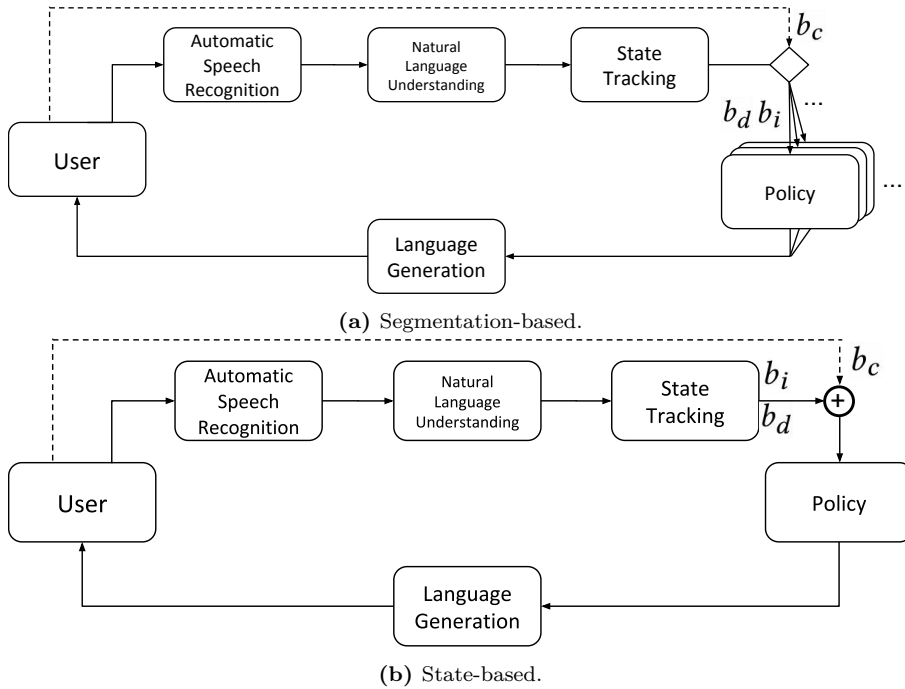 b_c
Automatic
Speech
Recognition
Natural
Language
Understanding
State
Tracking
...
b_d b_i
User
Policy
...
Language
Generation
(a) Segmentation-based.
b_c
Automatic
Speech
Recognition
Natural
Language
Understanding
State
Tracking
b_i
b_d
+
User
Policy
Language
Generation
(b) State-based.